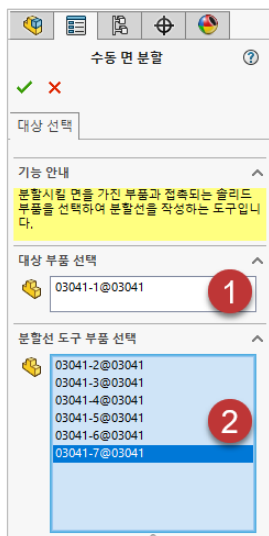 수동 면 분할
대상 선택
기능 안내
분할시킬 면을 가진 부품과 접촉되는 솔리드
부품을 선택하여 분할선을 작성하는 도구입니
다.
대상 부품 선택
03041-1@03041
1
분할선 도구 부품 선택
03041-2@03041
03041-3@03041
03041-4@03041
03041-5@03041
03041-6@03041
03041-7@03041
2